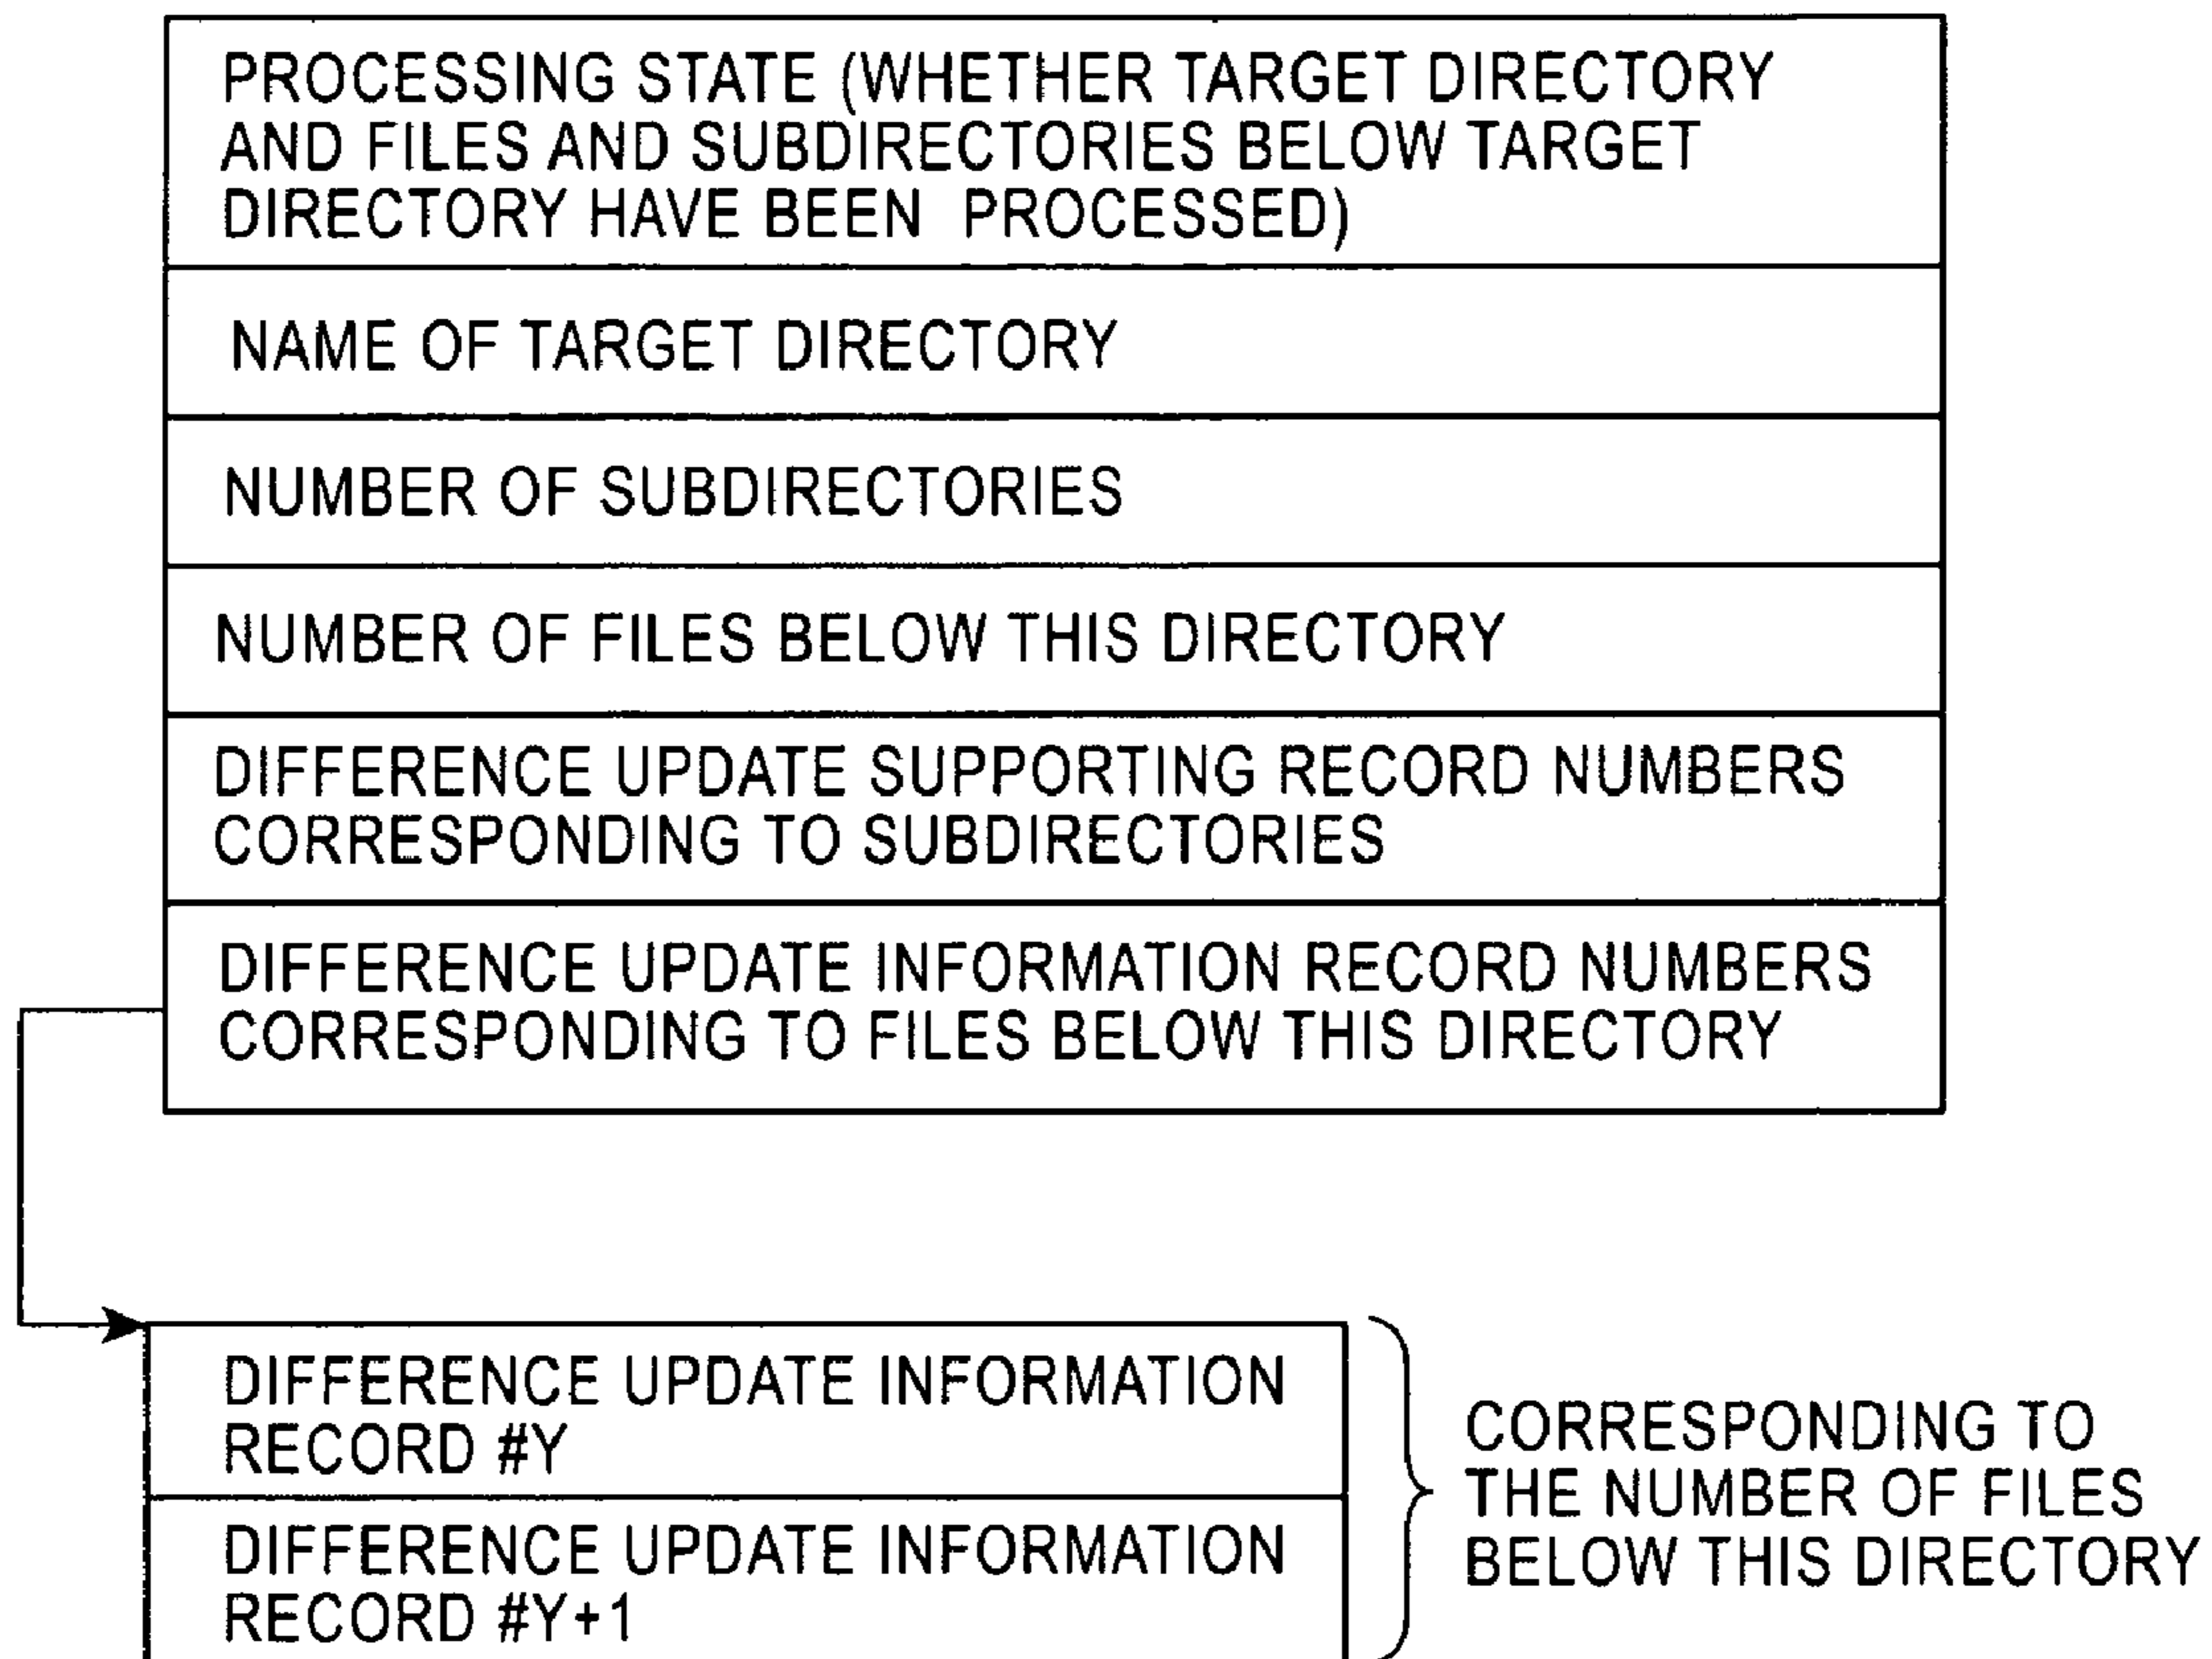 PROCESSING STATE (WHETHER TARGET DIRECTORY
AND FILES AND SUBDIRECTORIES BELOW TARGET
DIRECTORY HAVE BEEN PROCESSED)
NAME OF TARGET DIRECTORY
NUMBER OF SUBDIRECTORIES
NUMBER OF FILES BELOW THIS DIRECTORY
DIFFERENCE UPDATE SUPPORTING RECORD NUMBERS
CORRESPONDING TO SUBDIRECTORIES
DIFFERENCE UPDATE INFORMATION RECORD NUMBERS
CORRESPONDING TO FILES BELOW THIS DIRECTORY
DIFFERENCE UPDATE INFORMATION
RECORD #Y
DIFFERENCE UPDATE INFORMATION
RECORD #Y+1
CORRESPONDING TO
THE NUMBER OF FILES
BELOW THIS DIRECTORY